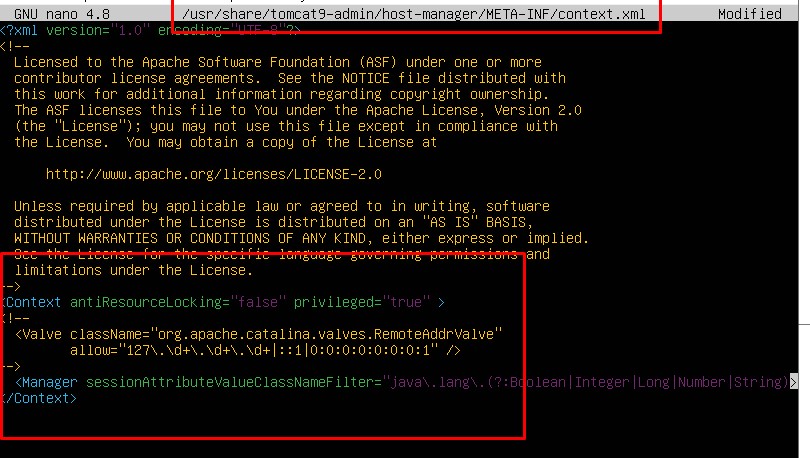 GNU nano 4.8 /usr/share/tomcat9-admin/host-manager/META-INF/context.xml Modified
<?xml version="1.0" encoding="UTF-8"?>
<!--
Licensed to the Apache Software Foundation (ASF) under one or more
contributor license agreements. See the NOTICE file distributed with
this work for additional information regarding copyright ownership.
The ASF licenses this file to You under the Apache License, Version 2.0
(the "License"); you may not use this file except in compliance with
the License. You may obtain a copy of the License at
http://www.apache.org/licenses/LICENSE-2.0
Unless required by applicable law or agreed to in writing, software
distributed under the License is distributed on an "AS IS" BASIS,
WITHOUT WARRANTIES OR CONDITIONS OF ANY KIND, either express or implied.
See the License for the specific language governing permissions and
limitations under the License.
-->
<Context antiResourceLocking="false" privileged="true" >
<!--
<Valve className="org.apache.catalina.valves.RemoteAddrValve"
allow="127\.\d+\.\d+\.\d+|::1|0:0:0:0:0:0:0:1" />
-->
<Manager sessionAttributeValueClassNameFilter="java\.lang\.(?:Boolean|Integer|Long|Number|String)>
</Context>